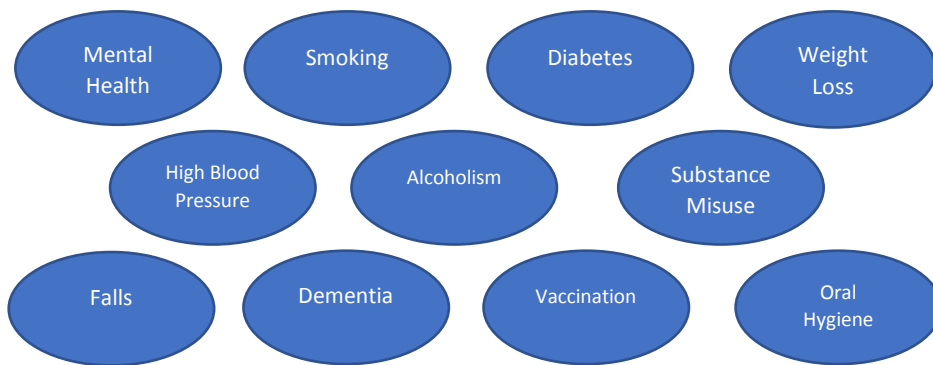 Mental
Health
Smoking
Diabetes
Weight
Loss
High Blood
Pressure
Alcoholism
Substance
Misuse
Falls
Dementia
Vaccination
Oral
Hygiene